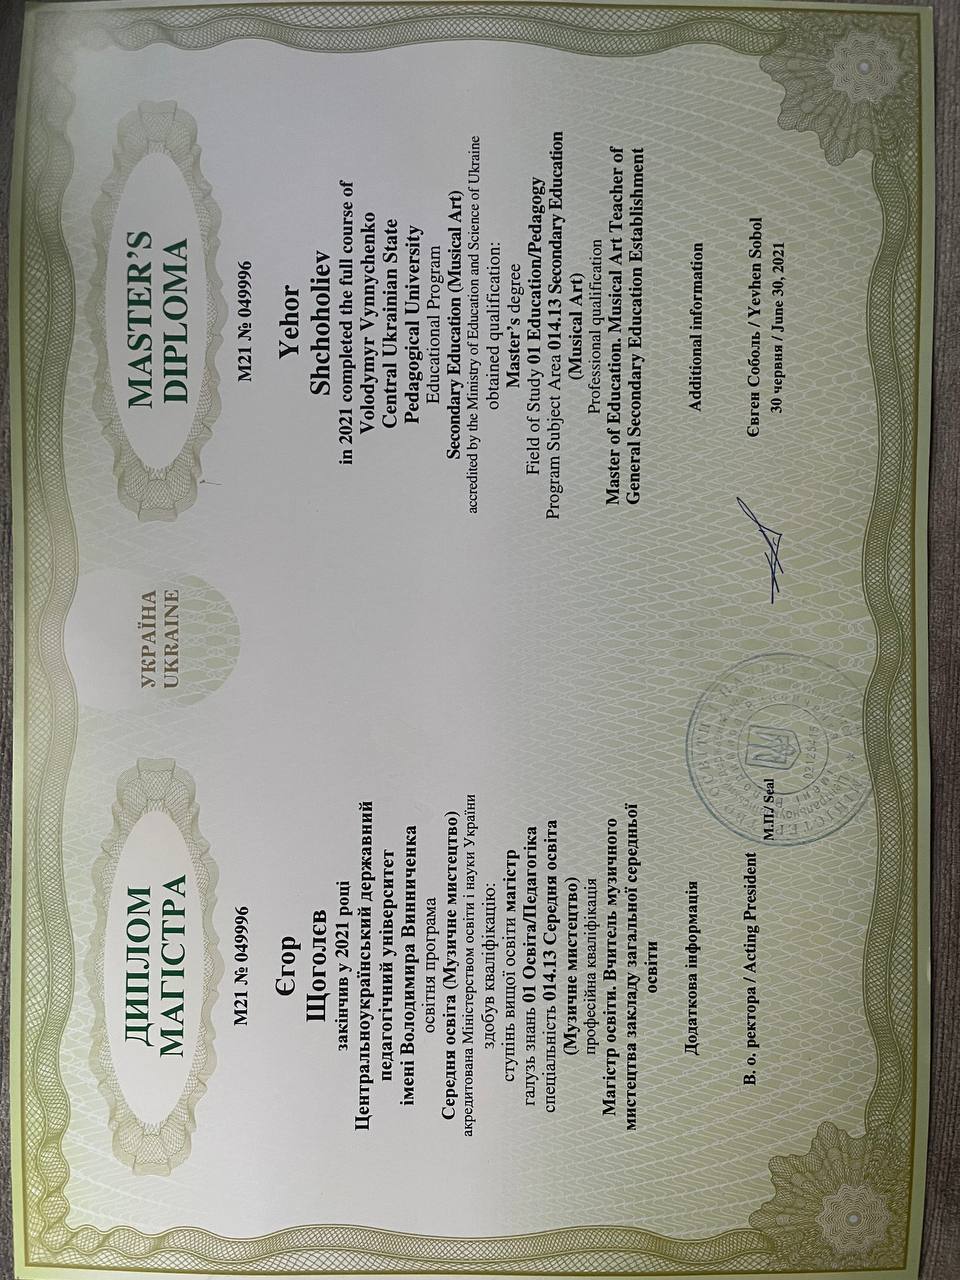 УКРАЇНА
UKRAINE
ДИПЛОМ
МАГІСТРА
М21 № 049996
Єгор
Щоголєв
закінчив у 2021 році
Центральноукраїнський державний
педагогічний університет
імені Володимира Винниченка
освітня програма
Середня освіта (Музичне мистецтво)
акредитована Міністерством освіти і науки України
здобув кваліфікацію:
ступінь вищої освіти магістр
галузь знань 01 Освіта/Педагогіка
спеціальність 014.13 Середня освіта
(Музичне мистецтво)
професійна кваліфікація
Магістр освіти. Вчитель музичного
мистецтва закладу загальної середньої
освіти
Додаткова інформація
В. о. ректора / Acting President
М.П./ Seal
MASTER'S
DIPLOMA
M21 № 049996
Yehor
Shchoholiev
in 2021 completed the full course of
Volodymyr Vynnychenko
Central Ukrainian State
Pedagogical University
Educational Program
Secondary Education (Musical Art)
accredited by the Ministry of Education and Science of Ukraine
obtained qualification:
Master's degree
Field of Study 01 Education/Pedagogy
Program Subject Area 014.13 Secondary Education
(Musical Art)
Professional qualification
Master of Education. Musical Art Teacher of
General Secondary Education Establishment
Additional information
Євген Соболь / Yevhen Sobol
30 червня / June 30, 2021